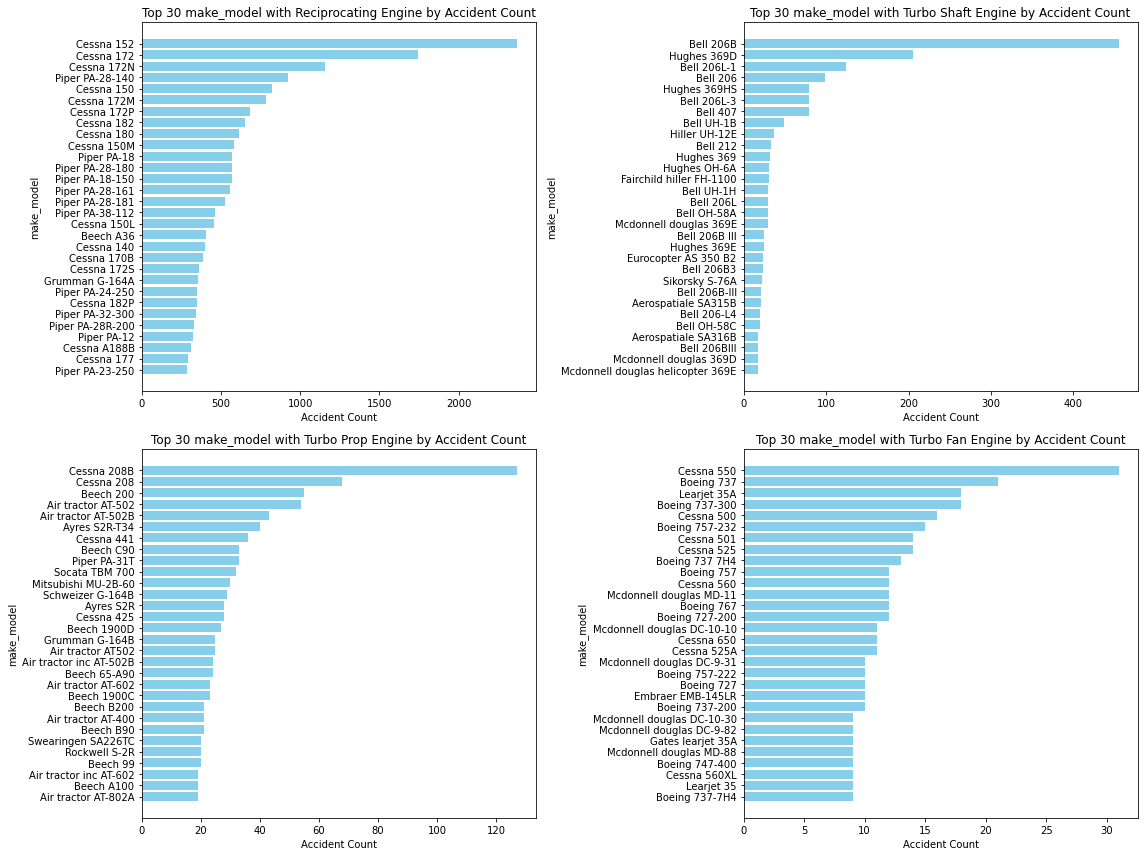 Top 30 make_model with Reciprocating Engine by Accident Count
make_model
Cessna 152
Cessna 172
Cessna 172N
Piper PA-28-140
Cessna 150
Cessna 172M
Cessna 172P
Cessna 182
Cessna 180
Cessna 150M
Piper PA-18
Piper PA-28-180
Piper PA-18-150
Piper PA-28-161
Piper PA-28-181
Piper PA-38-112
Cessna 150L
Beech A36
Cessna 140
Cessna 170B
Cessna 172S
Grumman G-164A
Piper PA-24-250
Cessna 182P
Piper PA-32-300
Piper PA-28R-200
Piper PA-12
Cessna A188B
Cessna 177
Piper PA-23-250
0 500 1000 1500 2000
Accident Count
Top 30 make_model with Turbo Shaft Engine by Accident Count
make_model
Bell 206B
Hughes 369D
Bell 206L-1
Bell 206
Hughes 369HS
Bell 206L-3
Bell 407
Bell UH-1B
Hiller UH-12E
Bell 212
Hughes 369
Hughes OH-6A
Fairchild hiller FH-1100
Bell UH-1H
Bell 206L
Bell OH-58A
Mcdonnell douglas 369E
Bell 206B III
Hughes 369E
Eurocopter AS 350 B2
Bell 206B3
Sikorsky S-76A
Bell 206B-III
Aerospatiale SA315B
Bell 206-L4
Bell OH-58C
Aerospatiale SA316B
Bell 206BIII
Mcdonnell douglas 369D
Mcdonnell douglas helicopter 369E
0 100 200 300 400
Accident Count
Top 30 make_model with Turbo Prop Engine by Accident Count
make_model
Cessna 208B
Cessna 208
Beech 200
Air tractor AT-502
Air tractor AT-502B
Ayres S2R-T34
Cessna 441
Beech C90
Piper PA-31T
Socata TBM 700
Mitsubishi MU-2B-60
Schweizer G-164B
Ayres S2R
Cessna 425
Beech 1900D
Grumman G-164B
Air tractor AT502
Air tractor inc AT-502B
Beech 65-A90
Air tractor AT-602
Beech 1900C
Beech B200
Air tractor AT-400
Beech B90
Swearingen SA226TC
Rockwell S-2R
Beech 99
Air tractor inc AT-602
Beech A100
Air tractor AT-802A
0 20 40 60 80 100 120
Accident Count
Top 30 make_model with Turbo Fan Engine by Accident Count
make_model
Cessna 550
Boeing 737
Learjet 35A
Boeing 737-300
Cessna 500
Boeing 757-232
Cessna 501
Cessna 525
Boeing 737 7H4
Boeing 757
Cessna 560
Mcdonnell douglas MD-11
Boeing 767
Boeing 727-200
Mcdonnell douglas DC-10-10
Cessna 650
Cessna 525A
Mcdonnell douglas DC-9-31
Boeing 757-222
Boeing 727
Embraer EMB-145LR
Boeing 737-200
Mcdonnell douglas DC-10-30
Mcdonnell douglas DC-9-82
Gates learjet 35A
Mcdonnell douglas MD-88
Boeing 747-400
Cessna 560XL
Learjet 35
Boeing 737-7H4
0 5 10 15 20 25 30
Accident Count